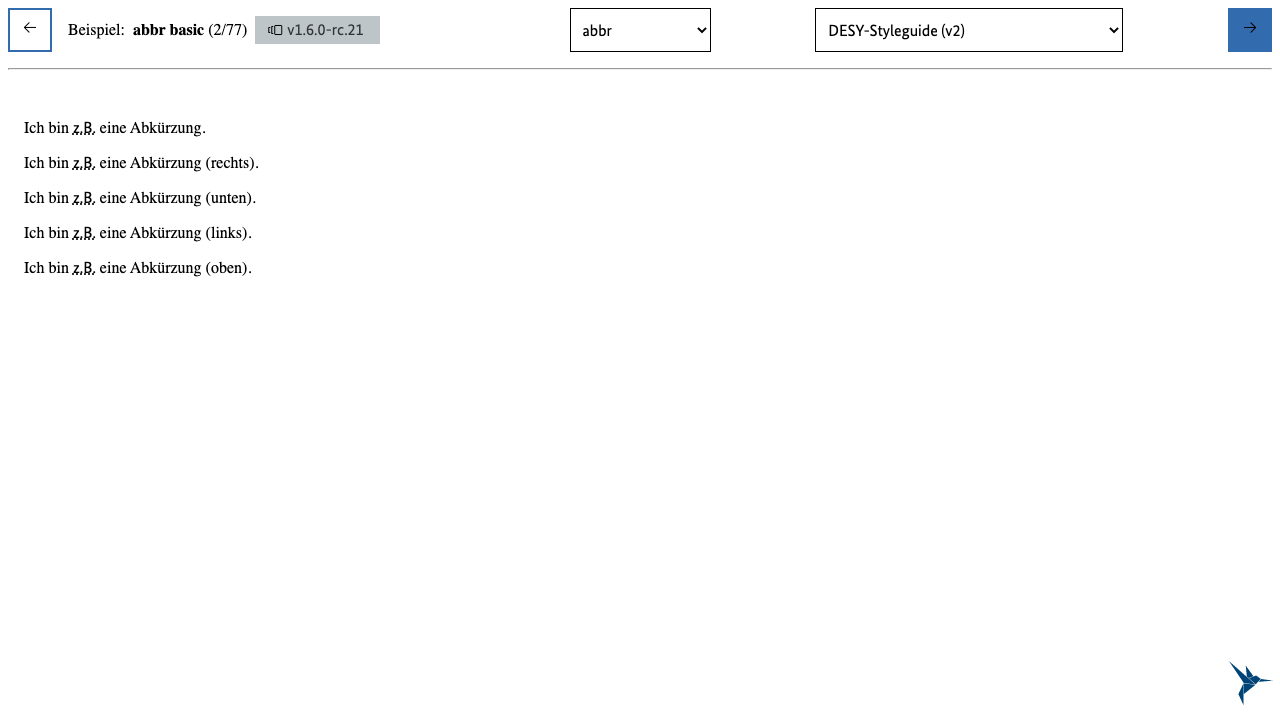 Beispiel: abbr basic (2/77) v1.6.0-rc.21 abbr DESY-Styleguide (v2)
Ich bin z.B. eine Abkürzung.
Ich bin z.B. eine Abkürzung (rechts).
Ich bin z.B. eine Abkürzung (unten).
Ich bin z.B. eine Abkürzung (links).
Ich bin z.B. eine Abkürzung (oben).